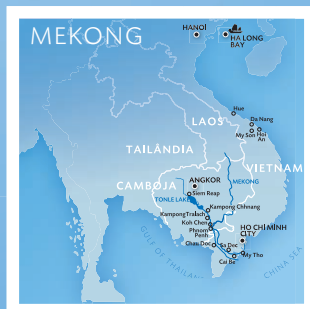 MEKONG
HANOÏ
HA LONG
BAY
Hue
Da Nang
LAOS
My Son Hoi
An
TAILÂNDIA
VIETNAM
CAMBOJA
ANGKOR
MEKONG
Siem Reap
TONLE LAKE
Kampong Chhnang
Kampong Tralach
Koh Chen
Phnom
Penh
HO CHI MINH
CITY
Chau Doc
Sa Dec
My Tho
Cai Be
GULF OF THAILAND
CHINA SEA